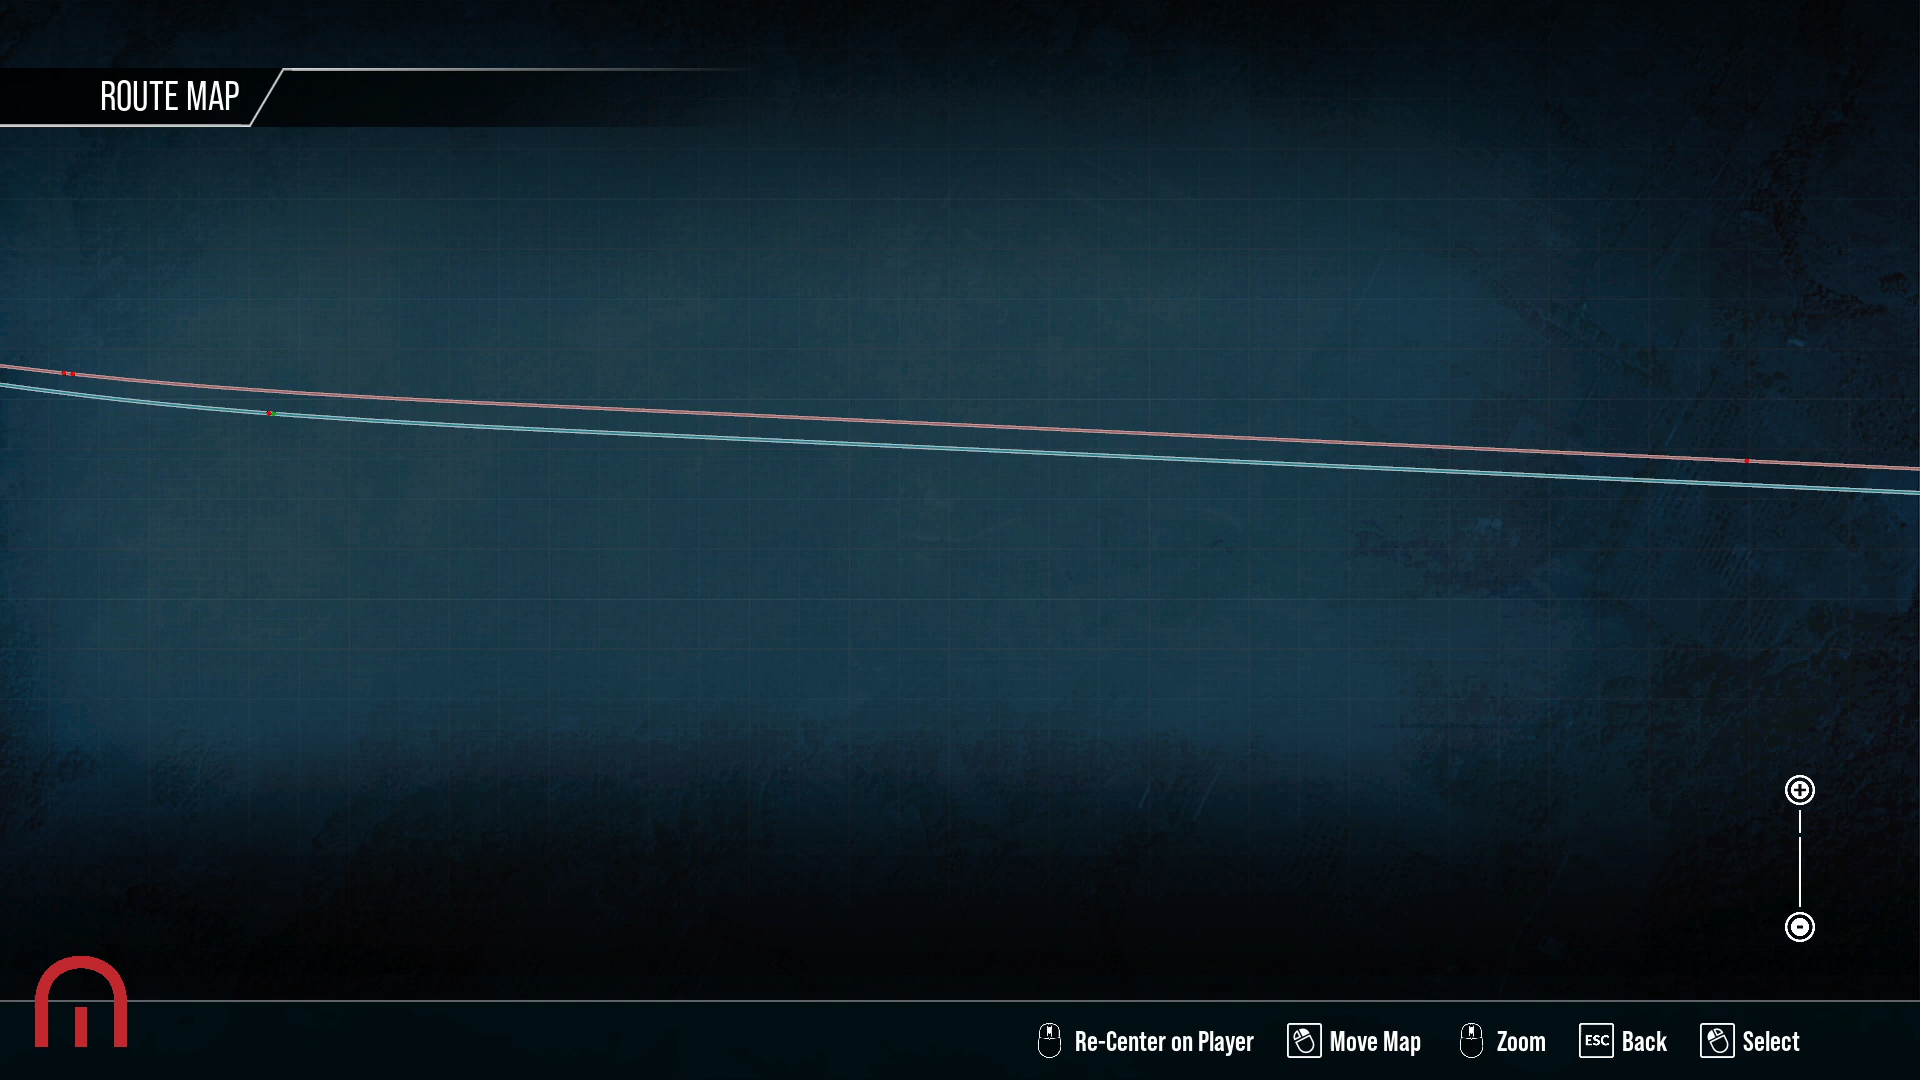 ROUTE MAP
Re-Center on Player
Move Map
Zoom
ESC Back
Select